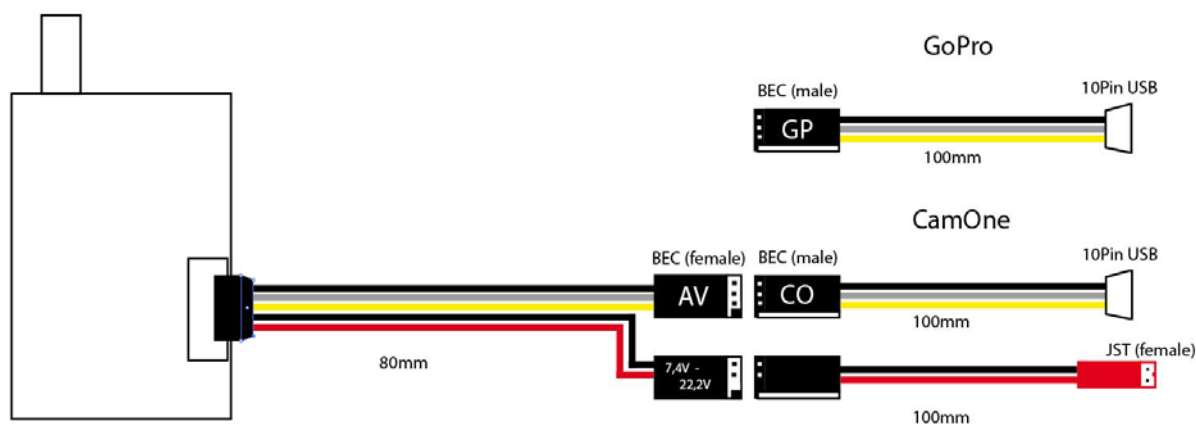 GoPro
BEC (male)
10Pin USB
GP
100mm
CamOne
BEC (female)
BEC (male)
10Pin USB
AV
CO
100mm
80mm
7,4V -
22,2V
JST (female)
100mm